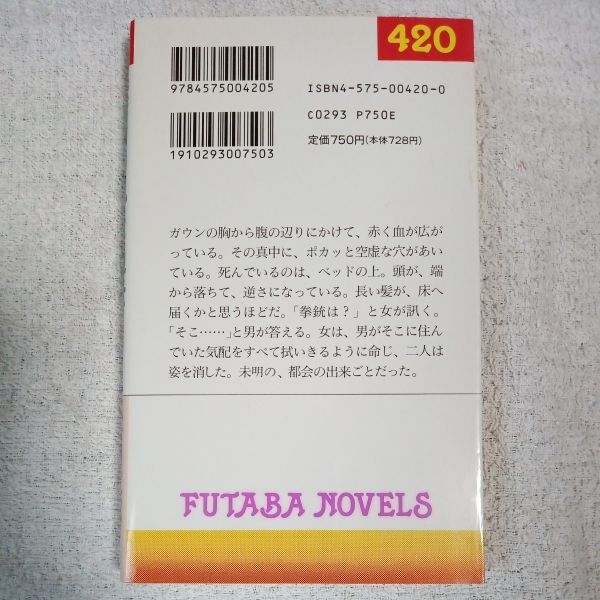 420
9784575004205
ISBN4-575-00420-0
C0293 P750E
1910293007503
定価750円(本体728円)
ガウンの胸から腹の辺りにかけて、赤く血が広が
っている。その真中に、ポカッと空虚な穴があい
ている。死んでいるのは、ベッドの上。頭が、端
から落ちて、逆さになっている。長い髪が、床へ
届くかと思うほどだ。「拳銃は?」と女が訊く。
「そこ……」と男が答える。女は、男がそこに住ん
でいた気配をすべて拭いきるように命じ、二人は
姿を消した。未明の、都会の出来ごとだった。
FUTABA NOVELS